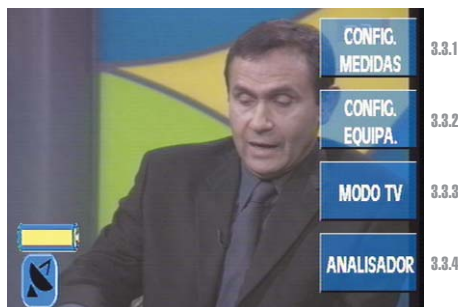 CONFIG.
MEDIDAS
3.3.1
CONFIG.
EQUIPA.
3.3.2
MODO TV
3.3.3
ANALISADOR
3.3.4